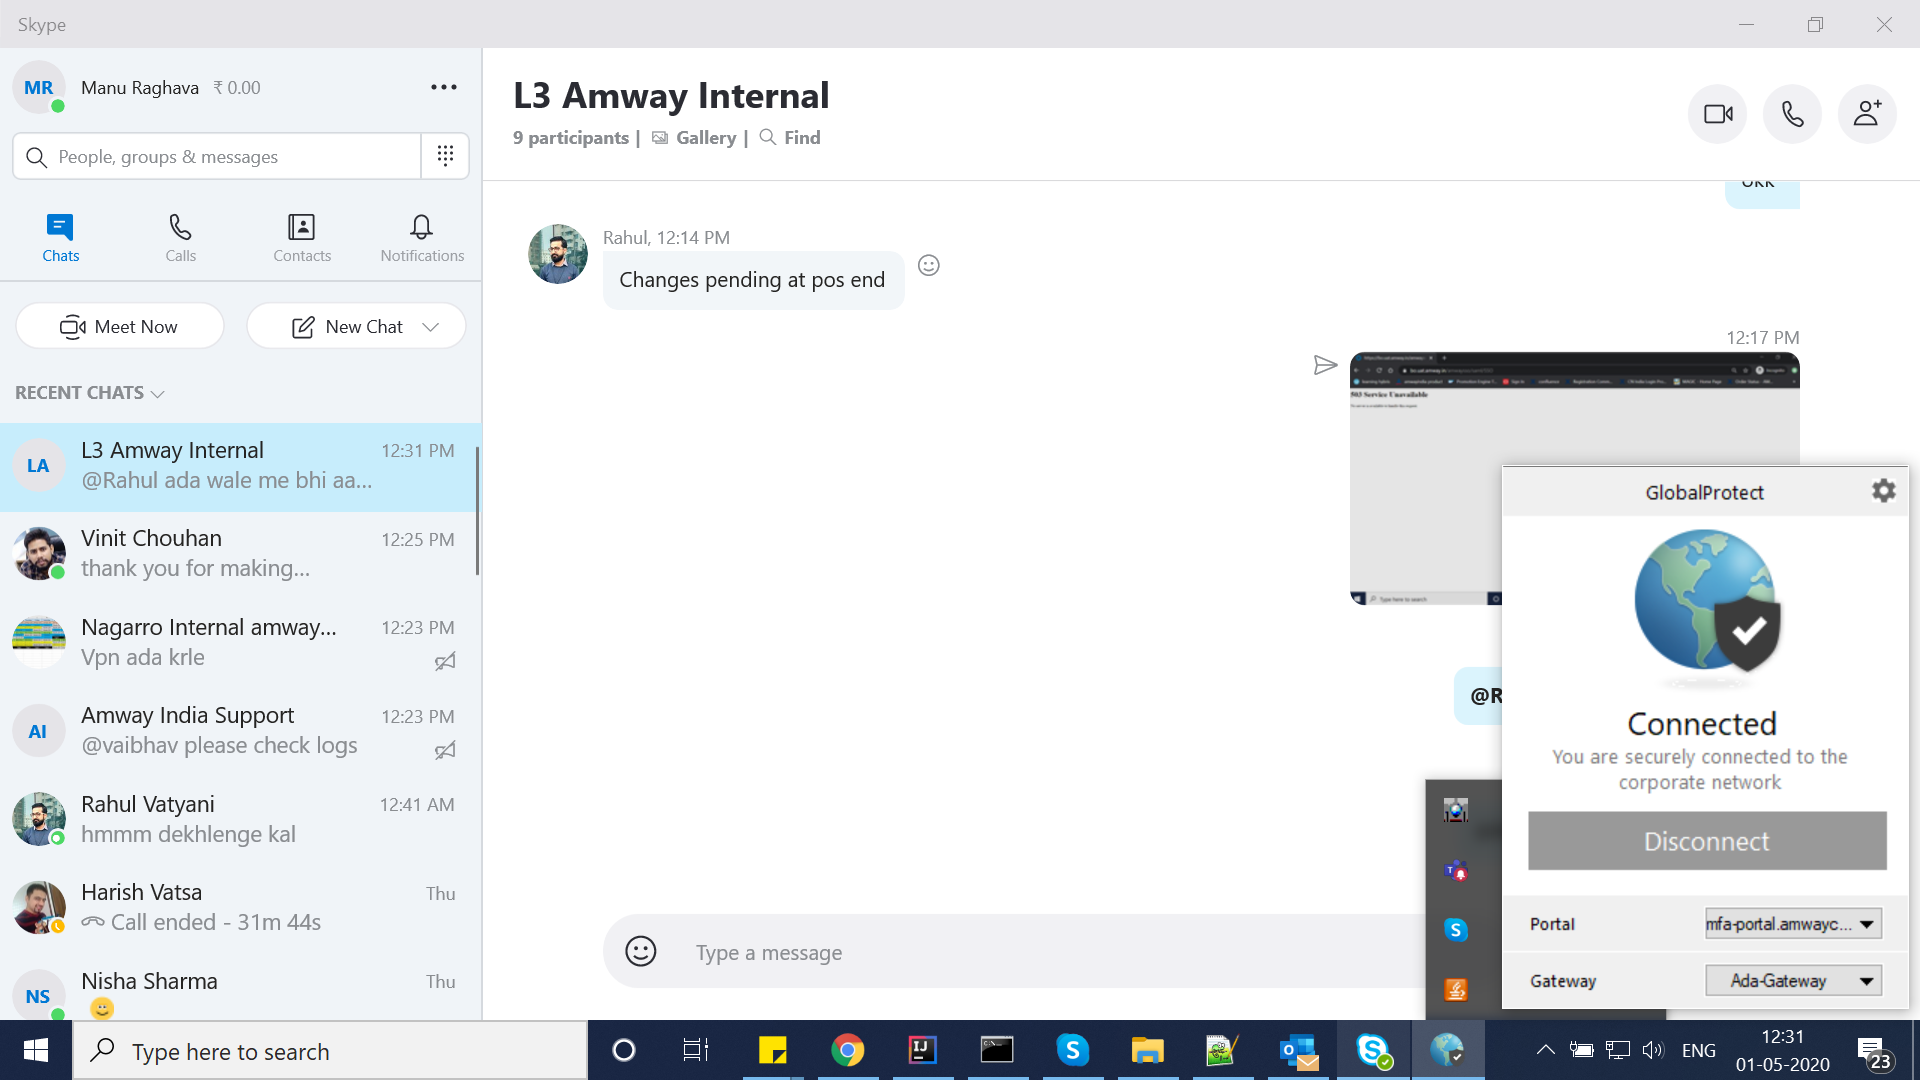 Skype
MR
Manu Raghava ₹ 0.00
People, groups & messages
Chats
Calls
Contacts
Notifications
Meet Now
New Chat
RECENT CHATS
LA
L3 Amway Internal 12:31 PM
@Rahul ada wale me bhi aa...
Vinit Chouhan 12:25 PM
thank you for making...
Nagarro Internal amway... 12:23 PM
Vpn ada krle
AI
Amway India Support 12:23 PM
@vaibhav please check logs
Rahul Vatyani 12:41 AM
hmmm dekhlenge kal
Harish Vatsa Thu
Call ended - 31m 44s
NS
Nisha Sharma Thu
L3 Amway Internal
9 participants | Gallery | Find
okk
Rahul, 12:14 PM
Changes pending at pos end
12:17 PM
503 Service Unavailable
Type here to search
@R
Type a message
GlobalProtect
Connected
You are securely connected to the
corporate network
Disconnect
Portal mfa-portal.amwayc...
Gateway Ada-Gateway
Type here to search
ENG
12:31
01-05-2020
23